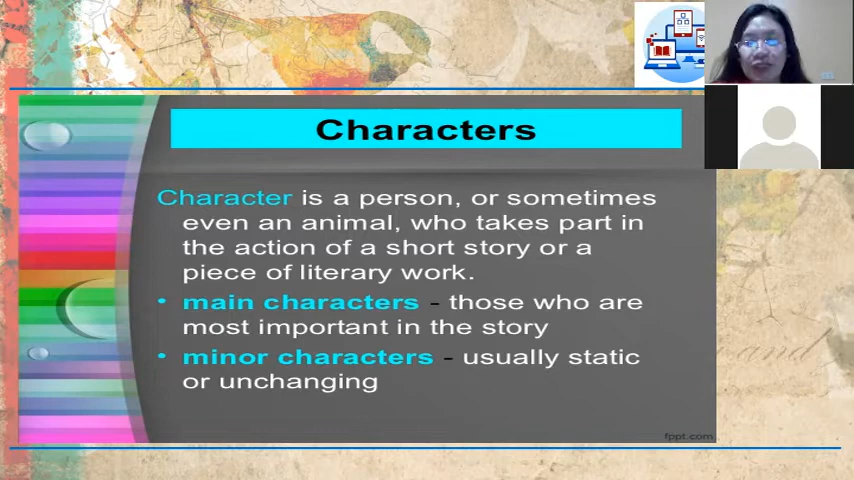 Characters
Character is a person, or sometimes
even an animal, who takes part in
the action of a short story or a
piece of literary work.
• main characters - those who are
most important in the story
• minor characters - usually static
or unchanging
fppt.com